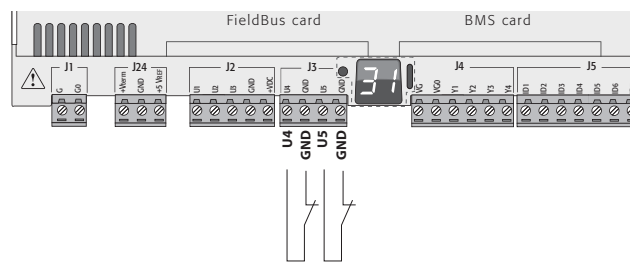 FieldBus card BMS card
J1 J24 J2 J3 J4 J5
G G0 +Vterm GND +5 VREF U1 U2 U3 GND +VDC U4 GND U5 GND VG VG0 Y1 Y2 Y3 Y4 ID1 ID2 ID3 ID4 ID5 ID6
31
U4 GND U5 GND